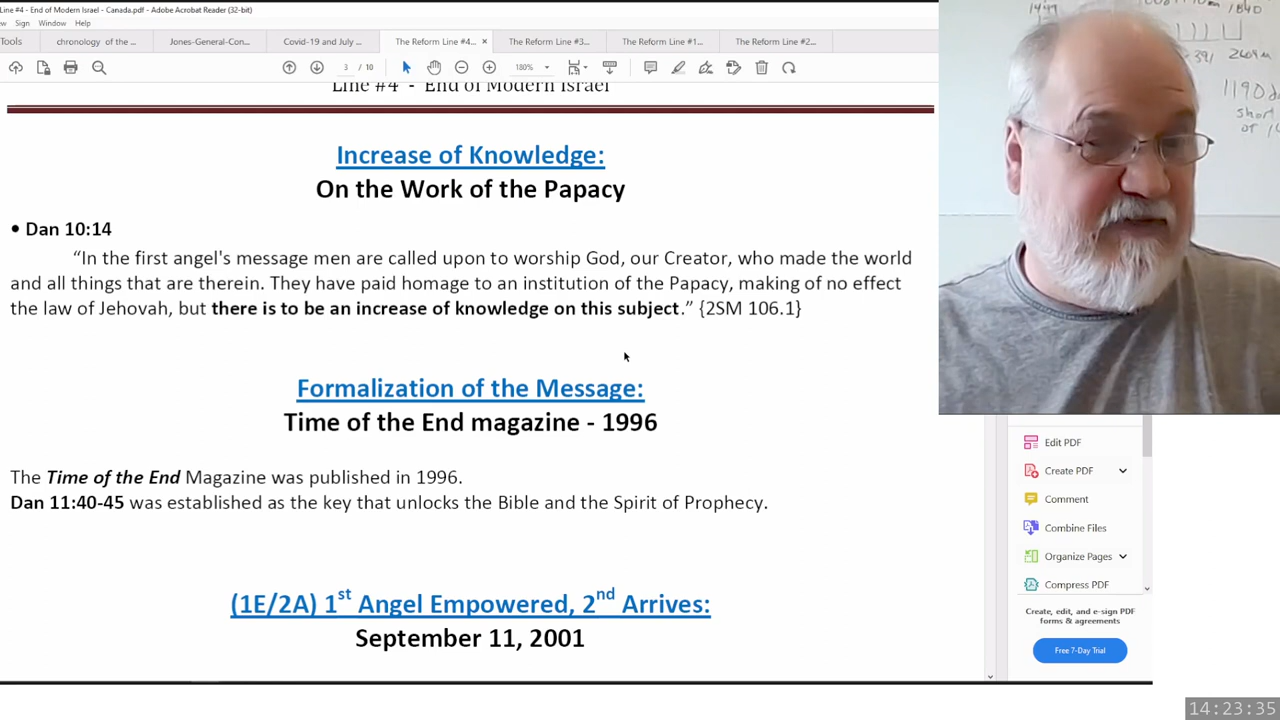 Line #4 - End of Modern Israel - Canada.pdf - Adobe Acrobat Reader (32-bit)
Sign Window Help
Tools
chronology of the ...
Jones-General-Con...
Covid-19 and July ...
The Reform Line #4... ×
The Reform Line #3...
The Reform Line #1...
The Reform Line #2...
3 / 10
180%
Line #4 - End of Modern Israel
Increase of Knowledge:
On the Work of the Papacy
• Dan 10:14
“In the first angel's message men are called upon to worship God, our Creator, who made the world
and all things that are therein. They have paid homage to an institution of the Papacy, making of no effect
the law of Jehovah, but there is to be an increase of knowledge on this subject.” {2SM 106.1}
Formalization of the Message:
Time of the End magazine - 1996
The Time of the End Magazine was published in 1996.
Dan 11:40-45 was established as the key that unlocks the Bible and the Spirit of Prophecy.
(1E/2A) 1st Angel Empowered, 2nd Arrives:
September 11, 2001
1840
391
1190
short
Edit PDF
Create PDF
Comment
Combine Files
Organize Pages
Compress PDF
Create, edit, and e-sign PDF
forms & agreements
Free 7-Day Trial
14:23:35